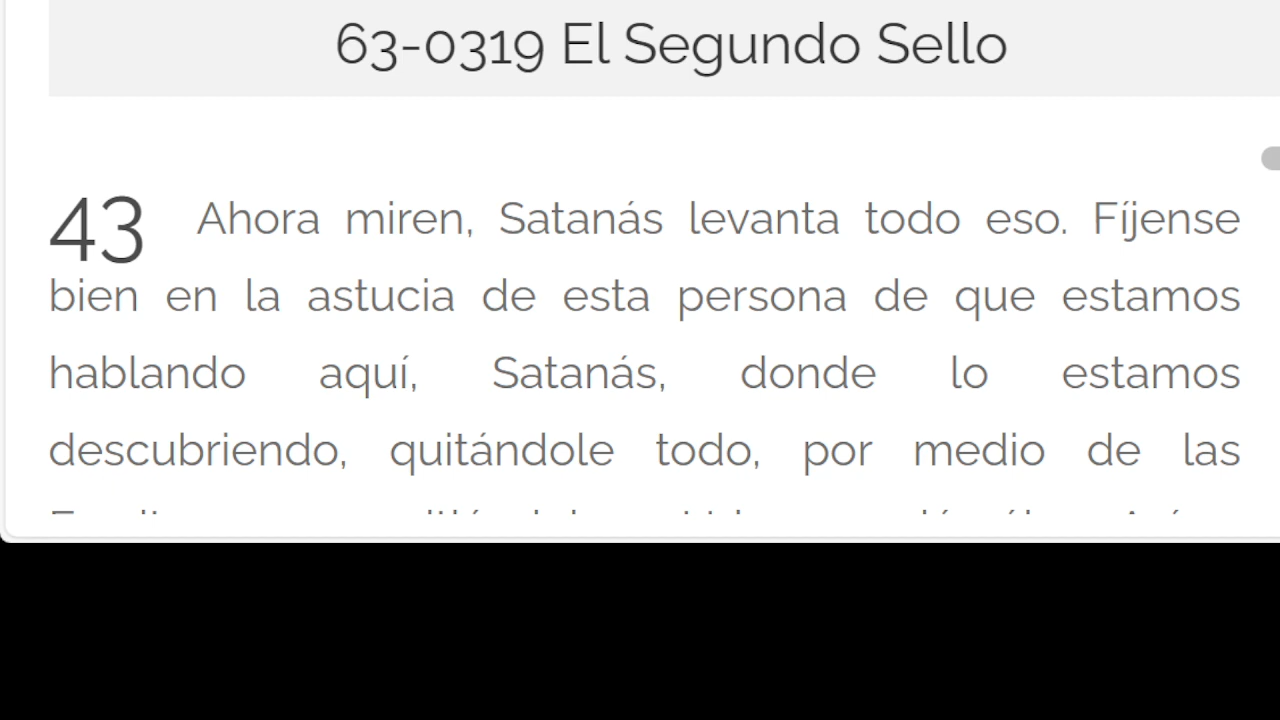 63-0319 El Segundo Sello
43 Ahora miren, Satanás levanta todo eso. Fíjense
bien en la astucia de esta persona de que estamos
hablando aquí, Satanás, donde lo estamos
descubriendo, quitándole todo, por medio de las